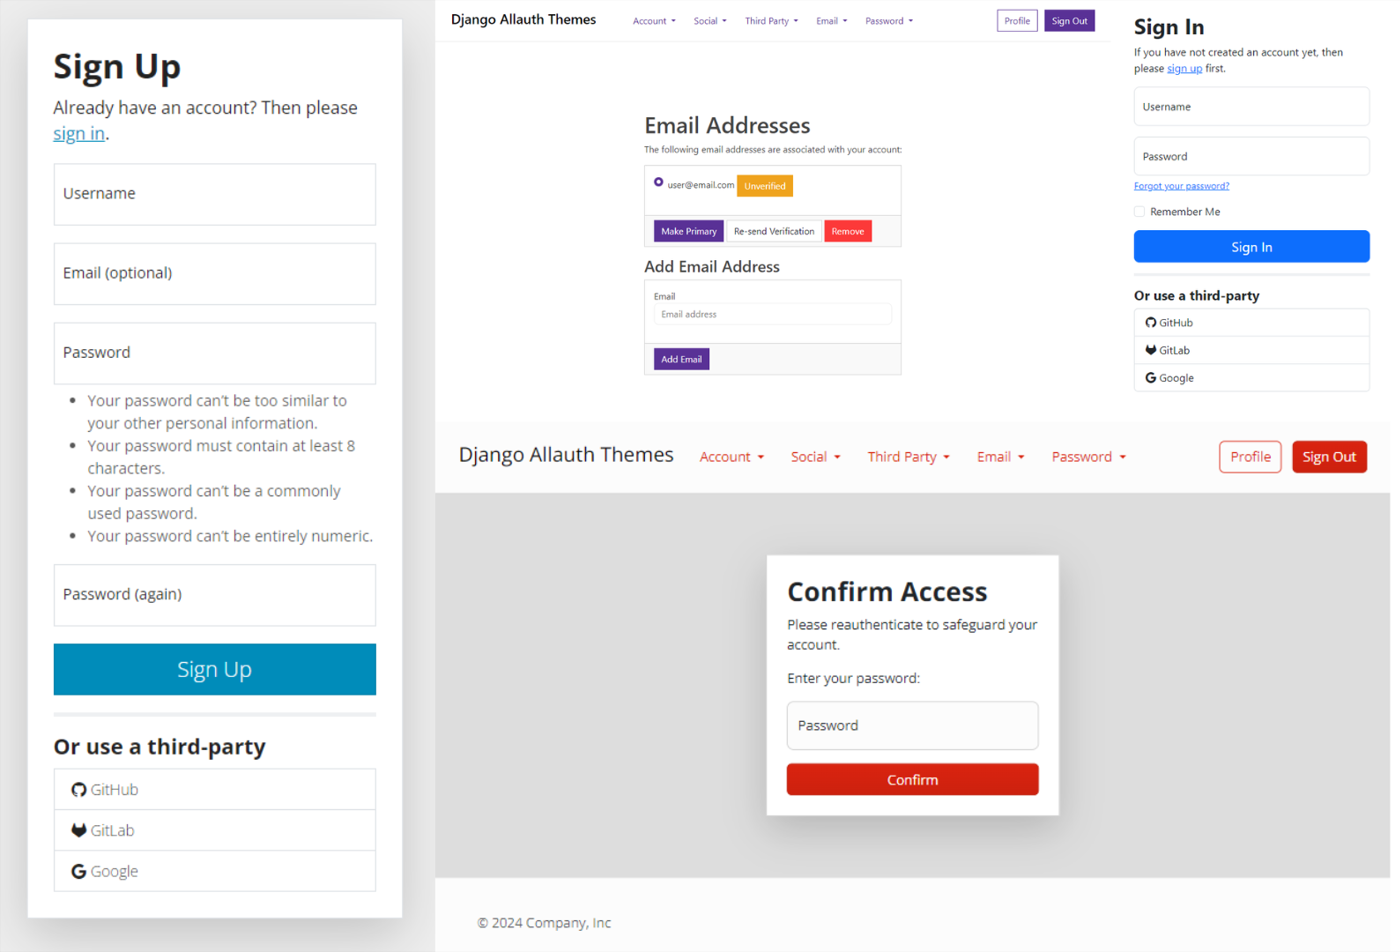 Sign Up
Already have an account? Then please
sign in.
Username
Email (optional)
Password
Your password can't be too similar to
your other personal information.
Your password must contain at least 8
characters.
Your password can't be a commonly
used password.
Your password can't be entirely numeric.
Password (again)
Sign Up
Or use a third-party
GitHub
GitLab
Google
Django Allauth Themes Account Social Third Party Email Password Profile Sign Out
Email Addresses
The following email addresses are associated with your account:
user@email.com Unverified
Make Primary Re-send Verification Remove
Add Email Address
Email
Email address
Add Email
Sign In
If you have not created an account yet, then
please sign up first.
Username
Password
Forgot your password?
Remember Me
Sign In
Or use a third-party
GitHub
GitLab
Google
Django Allauth Themes Account Social Third Party Email Password Profile Sign Out
Confirm Access
Please reauthenticate to safeguard your
account.
Enter your password:
Password
Confirm
© 2024 Company, Inc